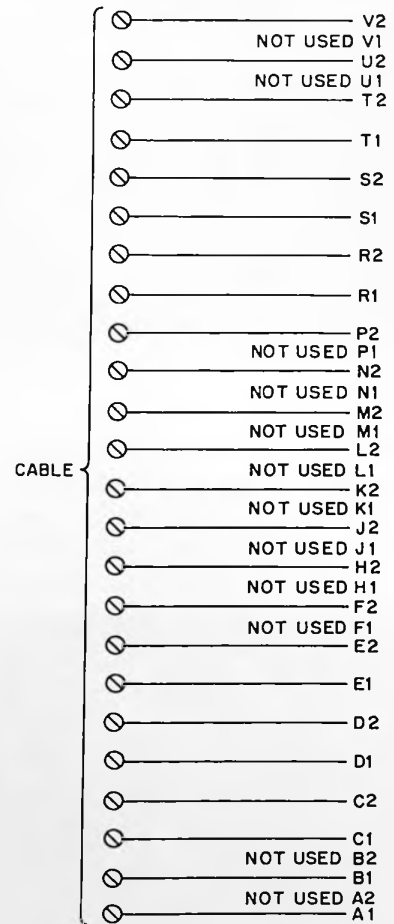 V2
NOT USED V1
U2
NOT USED U1
T2
T1
S2
S1
R2
R1
P2
NOT USED P1
N2
NOT USED N1
M2
NOT USED M1
L2
CABLE
NOT USED L1
K2
NOT USED K1
J2
NOT USED J1
H2
NOT USED H1
F2
NOT USED F1
E2
E1
D2
D1
C2
C1
NOT USED B2
B1
NOT USED A2
A1